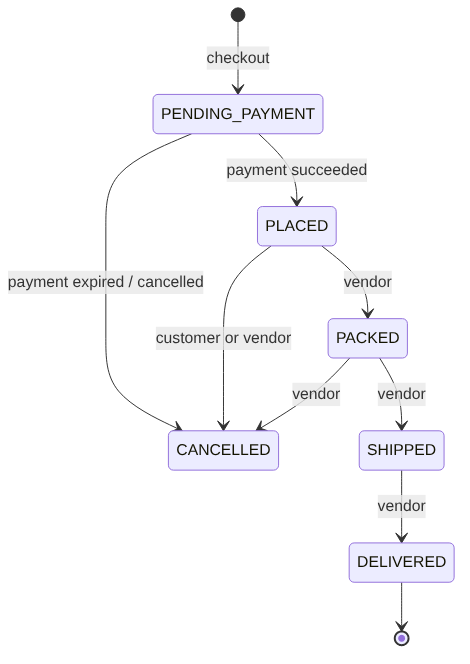 checkout
PENDING_PAYMENT
payment succeeded
PLACED
payment expired / cancelled
vendor
customer or vendor
PACKED
vendor
vendor
CANCELLED
SHIPPED
vendor
DELIVERED